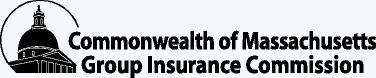 Commonwealth of Massachusetts
Group Insurance Commission